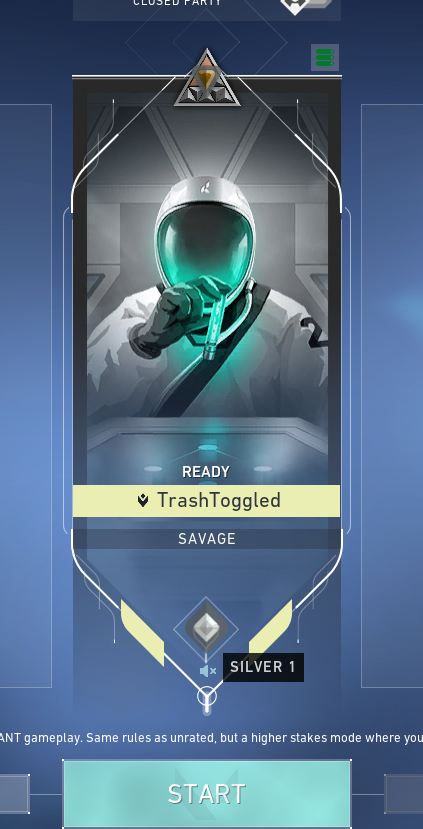 CLOSED PARTY
2
READY
TrashToggled
SAVAGE
SILVER 1
ANT gameplay. Same rules as unrated, but a higher stakes mode where you
START